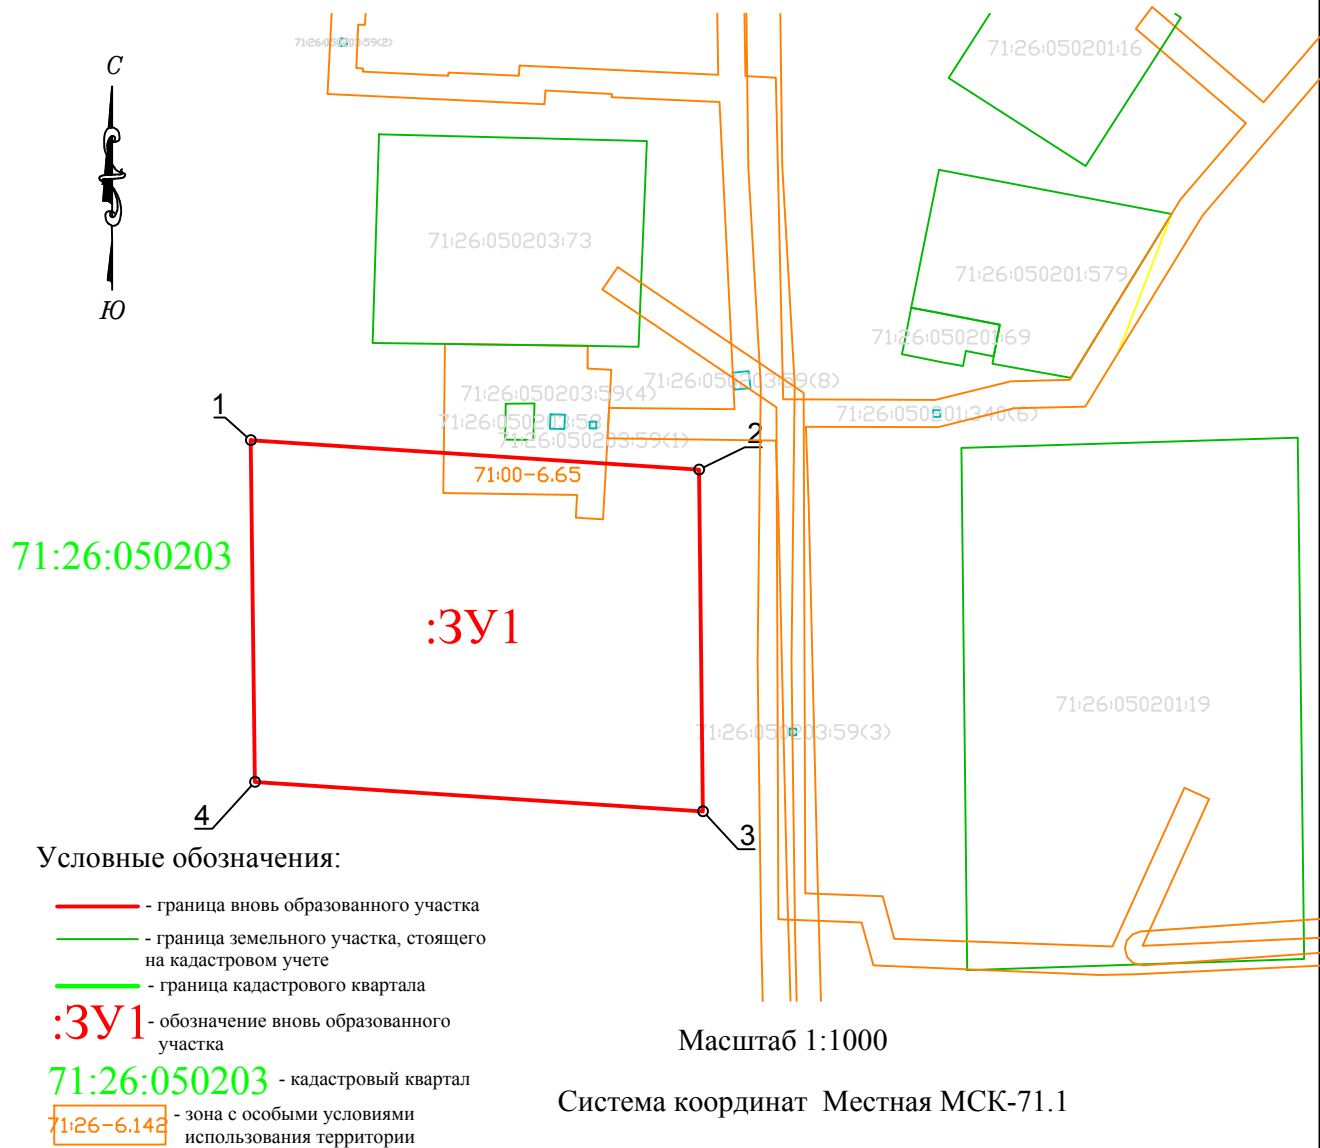 71:26:050203:59(2)
71:26:050201:16
С
Ю
71:26:050203:73
71:26:050201:579
71:26:050201:69
71:26:050203:59(8)
71:26:050203:59(4)
71:26:050201:340(6)
71:26:050203:58
71:26:050203:59(1)
1
2
71:00-6.65
71:26:050203
:ЗУ1
71:26:050201:19
71:26:050203:59(3)
4
3
Условные обозначения:
- граница вновь образованного участка
- граница земельного участка, стоящего
на кадастровом учете
- граница кадастрового квартала
:ЗУ1 - обозначение вновь образованного
участка
71:26:050203 - кадастровый квартал
71:26-6.142 - зона с особыми условиями
использования территории
Масштаб 1:1000
Система координат Местная МСК-71.1